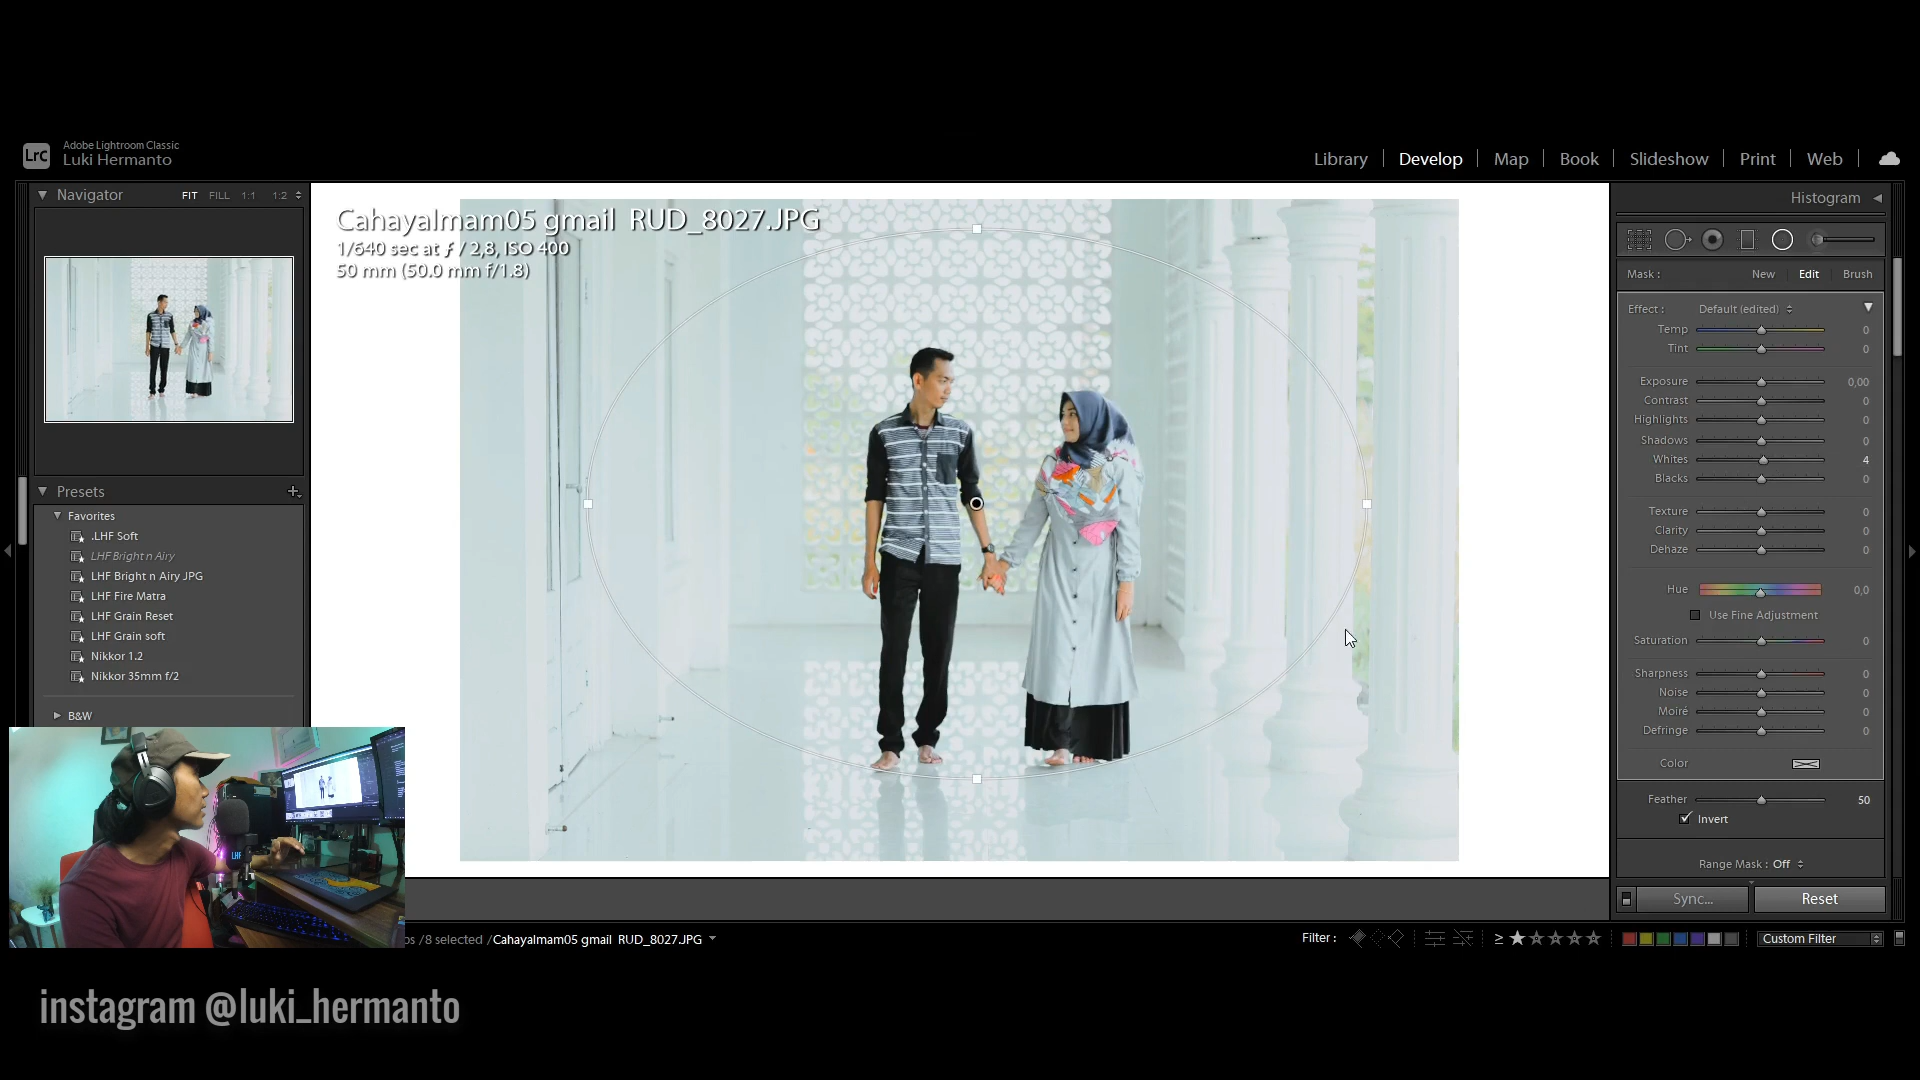 Lrc
Adobe Lightroom Classic
Luki Hermanto
Library
Develop
Map
Book
Slideshow
Print
Web
Navigator
FIT
FILL
1:1
1:2
Presets
Favorites
.LHF Soft
LHF Bright n Airy
LHF Bright n Airy JPG
LHF Fire Matra
LHF Grain Reset
LHF Grain soft
Nikkor 1.2
Nikkor 35mm f/2
B&W
Cahayalmam05 gmail RUD_8027.JPG
1/640 sec at ƒ / 2,8, ISO 400
50 mm (50.0 mm f/1.8)
LHF
Histogram
Mask : New Edit Brush
Effect : Default (edited)
Temp 0
Tint 0
Exposure 0,00
Contrast 0
Highlights 0
Shadows 0
Whites 4
Blacks 0
Texture 0
Clarity 0
Dehaze 0
Hue 0,0
Use Fine Adjustment
Saturation 0
Sharpness 0
Noise 0
Moiré 0
Defringe 0
Color
Feather 50
Invert
Range Mask : Off
Sync...
Reset
os /8 selected /Cahayalmam05 gmail RUD_8027.JPG
Filter :
≥
Custom Filter
instagram @luki_hermanto